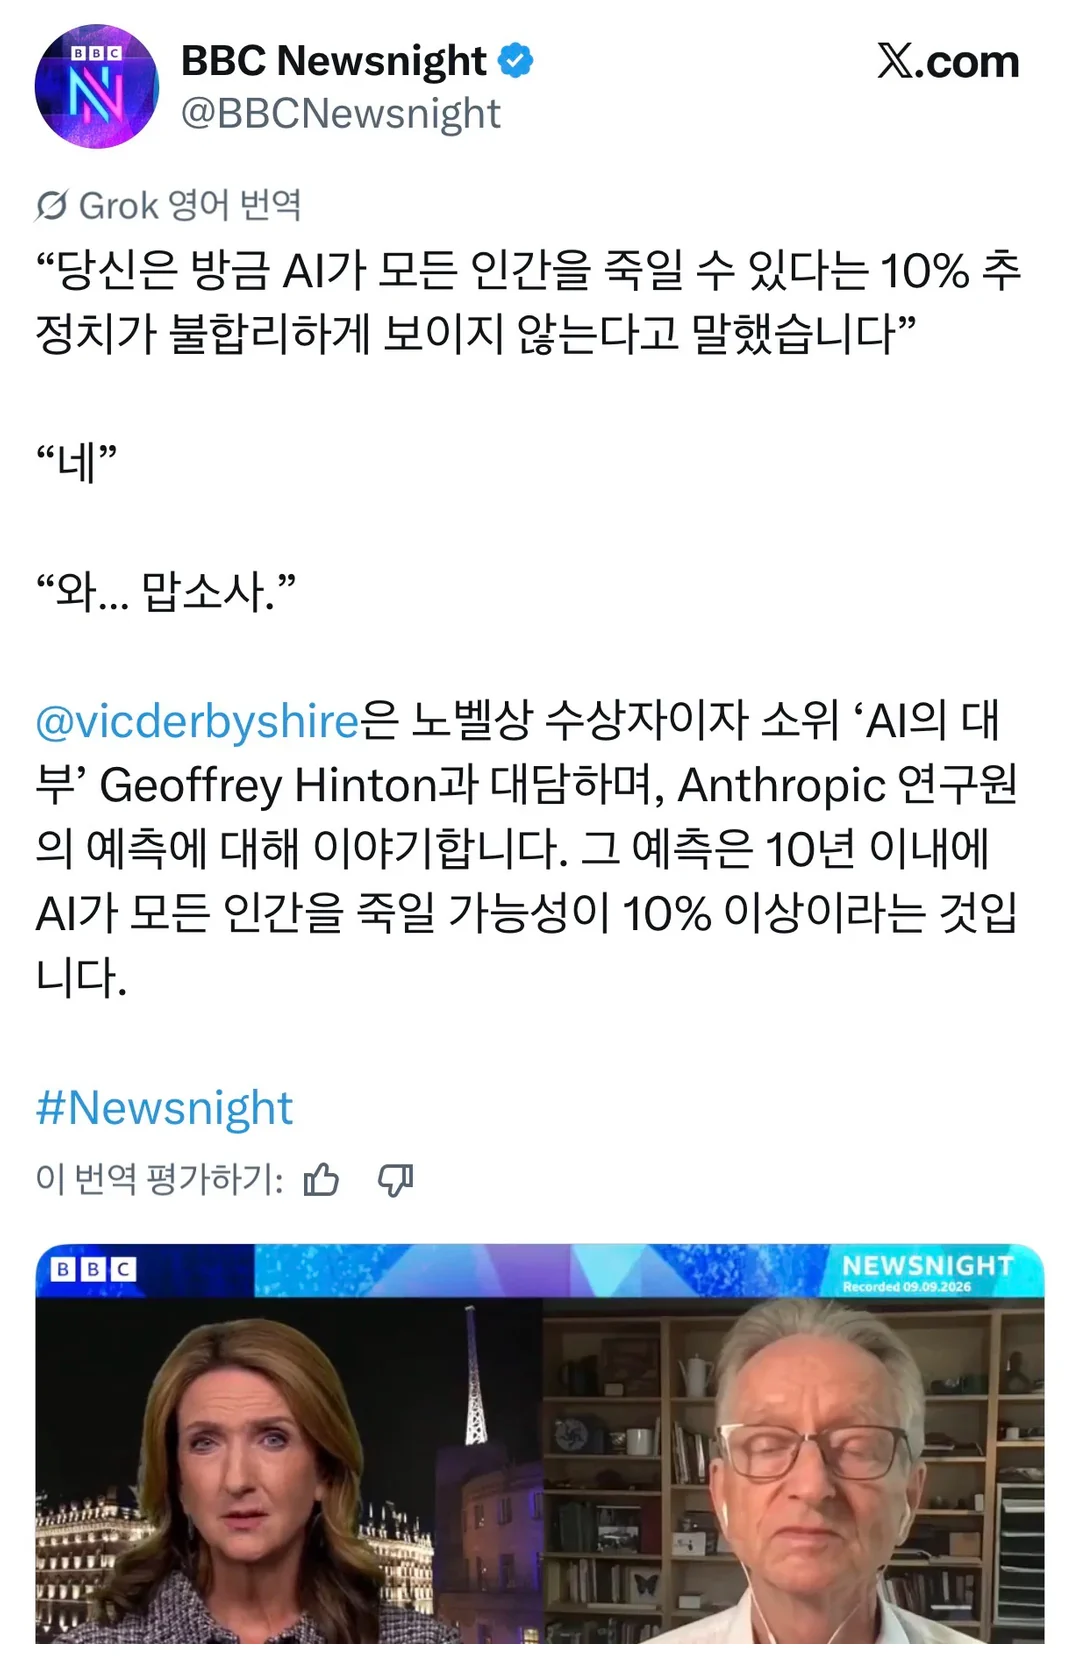 BBC
BBC Newsnight
@BBCNewsnight
X.com
Grok 영어 번역
“당신은 방금 AI가 모든 인간을 죽일 수 있다는 10% 추
정치가 불합리하게 보이지 않는다고 말했습니다”
“네”
“와... 맙소사.”
@vicderbyshire은 노벨상 수상자이자 소위 ‘AI의 대
부’ Geoffrey Hinton과 대담하며, Anthropic 연구원
의 예측에 대해 이야기합니다. 그 예측은 10년 이내에
AI가 모든 인간을 죽일 가능성이 10% 이상이라는 것입
니다.
#Newsnight
이 번역 평가하기:
BBC
NEWSNIGHT
Recorded 09.09.2026